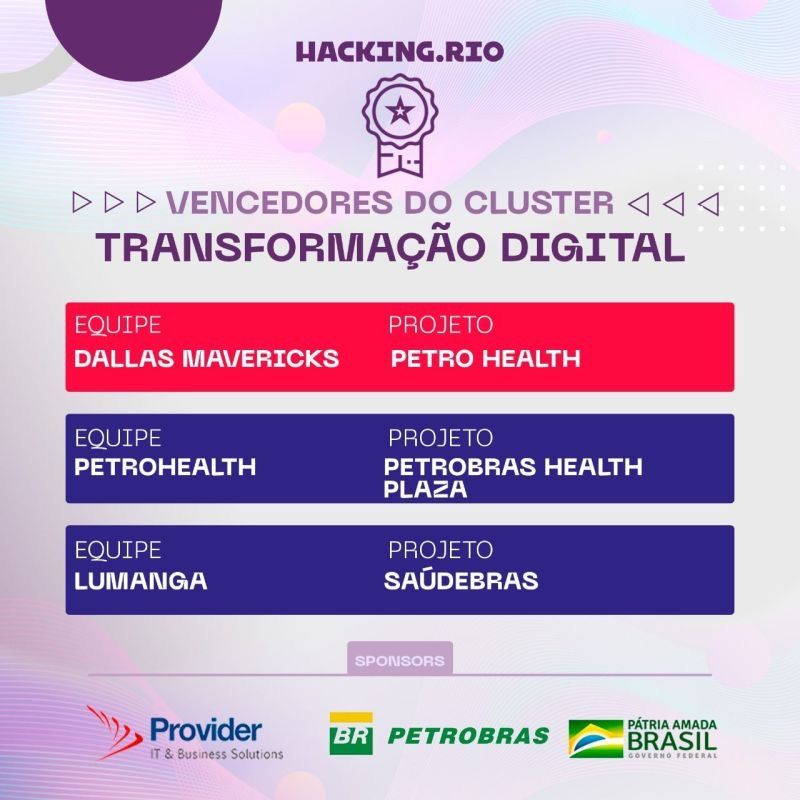 HACKING.RIO
VENCEDORES DO CLUSTER
TRANSFORMAÇÃO DIGITAL
EQUIPE PROJETO
DALLAS MAVERICKS PETRO HEALTH
EQUIPE PROJETO
PETROHEALTH PETROBRAS HEALTH
PLAZA
EQUIPE PROJETO
LUMANGA SAÚDEBRAS
SPONSORS
Provider
IT & Business Solutions
BR PETROBRAS
PÁTRIA AMADA
BRASIL
GOVERNO FEDERAL